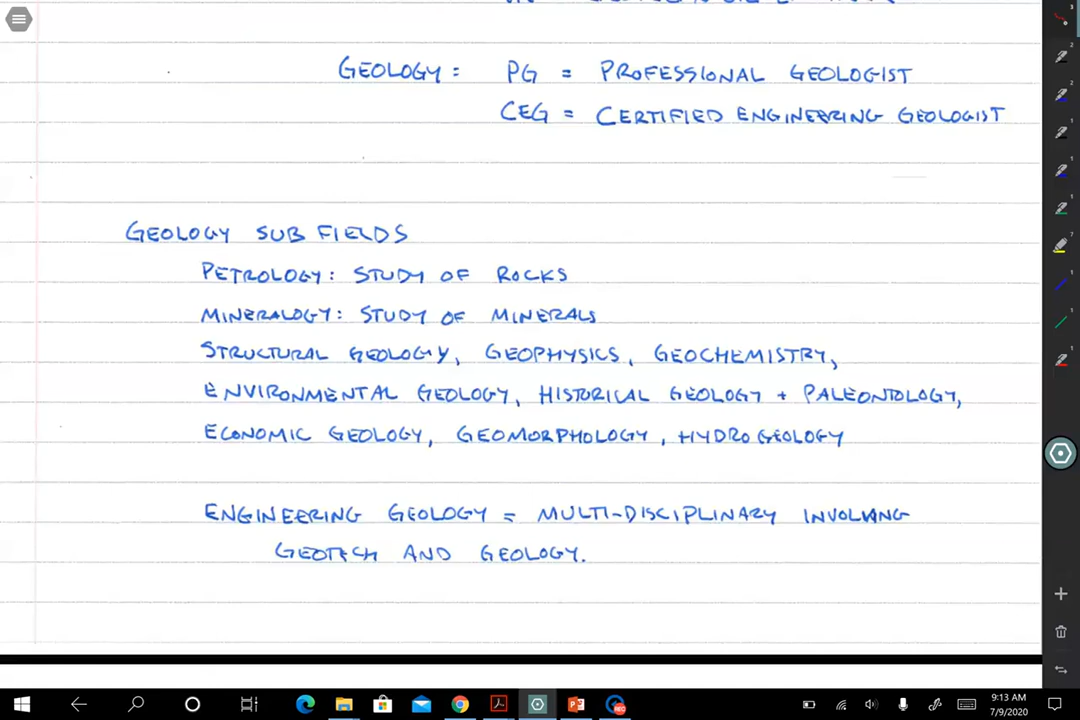 GEOLOGY: PG = PROFESSIONAL GEOLOGIST
CEG = CERTIFIED ENGINEERING GEOLOGIST
GEOLOGY SUB FIELDS
PETROLOGY: STUDY OF ROCKS
MINERALOGY: STUDY OF MINERALS
STRUCTURAL GEOLOGY, GEOPHYSICS, GEOCHEMISTRY,
ENVIRONMENTAL GEOLOGY, HISTORICAL GEOLOGY + PALEONTOLOGY,
ECONOMIC GEOLOGY, GEOMORPHOLOGY, HYDROGEOLOGY
ENGINEERING GEOLOGY = MULTI-DISCIPLINARY INVOLVING
GEOTECH AND GEOLOGY.
9:13 AM
7/9/2020